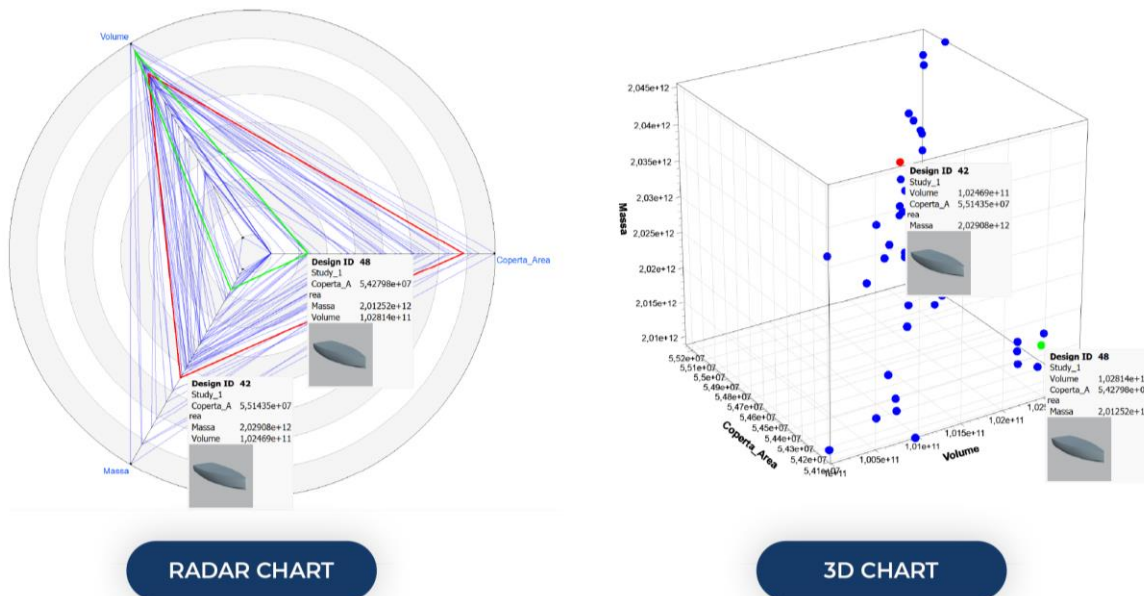 Volume
Coperta_Area
Massa
Design ID 48
Study_1
Coperta_A 5,42798e+07
rea
Massa 2,01252e+12
Volume 1,02814e+11
Design ID 42
Study_1
Coperta_A 5,51435e+07
rea
Massa 2,02908e+12
Volume 1,02469e+11
RADAR CHART
2,045e+12
2,04e+12
2,035e+12
2,03e+12
2,025e+12
2,02e+12
2,015e+12
2,01e+12
Massa
5,52e+07
5,51e+07
5,5e+07
5,49e+07
5,48e+07
5,47e+07
5,46e+07
5,45e+07
5,44e+07
5,43e+07
5,42e+07
5,41e+07
Coperta_Area
1,005e+11
1,01e+11
1,015e+11
1,02e+11
Volume
Design ID 42
Study_1
Volume 1,02469e+11
Coperta_A 5,51435e+07
rea
Massa 2,02908e+12
Design ID 48
Study_1
Volume 1,02814e+1
Coperta_A 5,42798e+0
rea
Massa 2,01252e+1
3D CHART